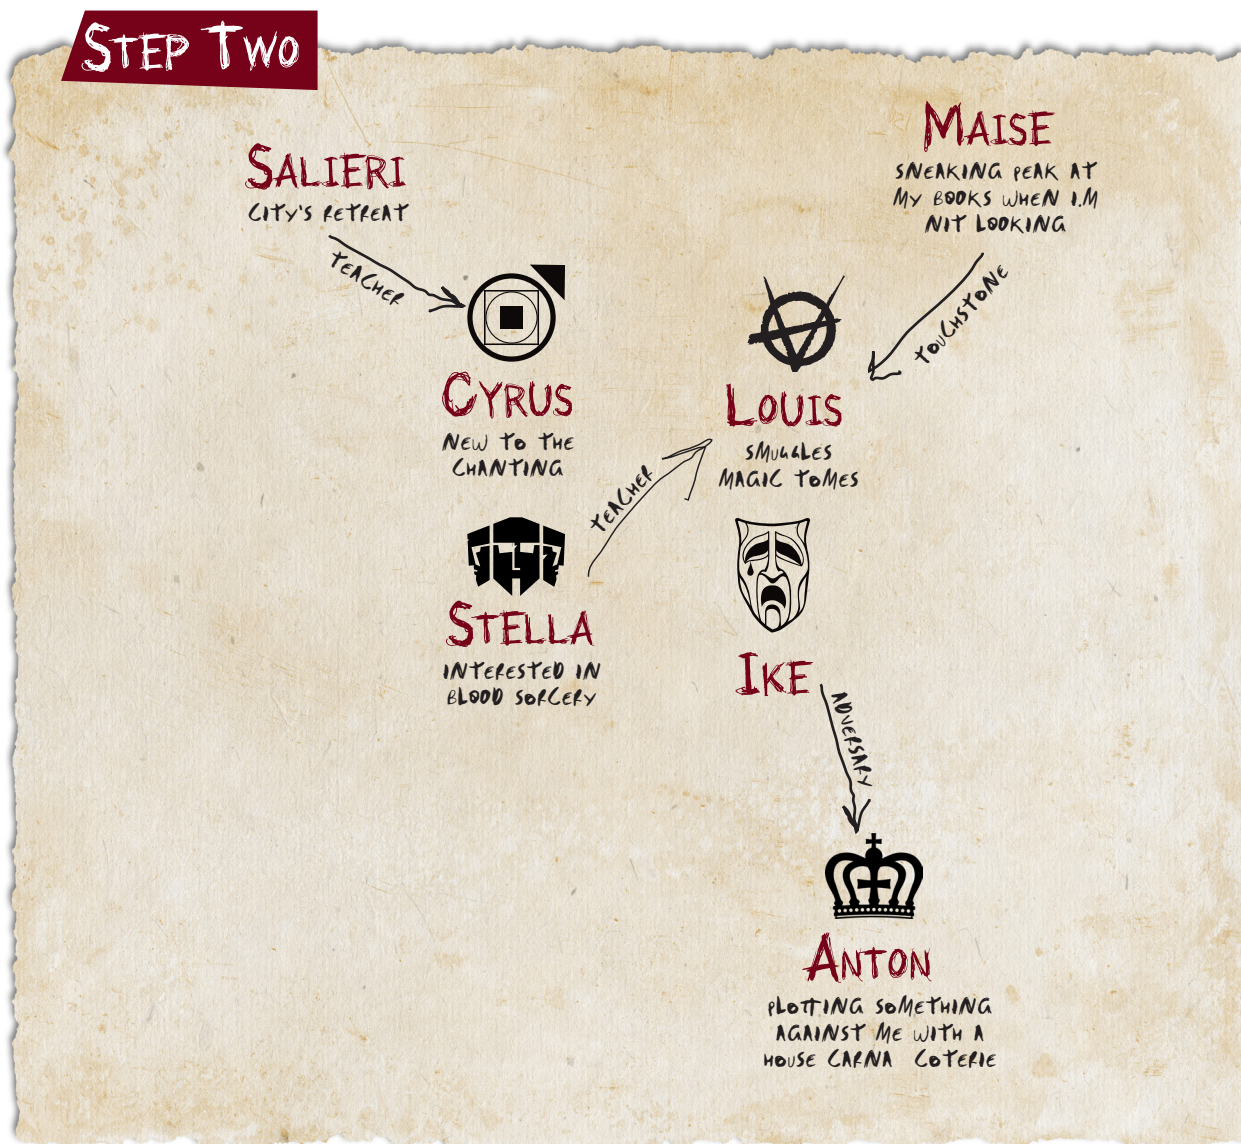 STEP TWO
SALIERI
CITY'S RETREAT
TEACHER
MAISE
SNEAKING PEAK AT
MY BOOKS WHEN I.M
NIT LOOKING
TOUCHSTONE
CYRUS
NEW TO THE
CHANTING
LOUIS
SMUGGLES
MAGIC TOMES
TEACHER
STELLA
INTERESTED IN
BLOOD SORCERY
IKE
ADVERSARY
ANTON
PLOTTING SOMETHING
AGAINST ME WITH A
HOUSE CARNA COTERIE